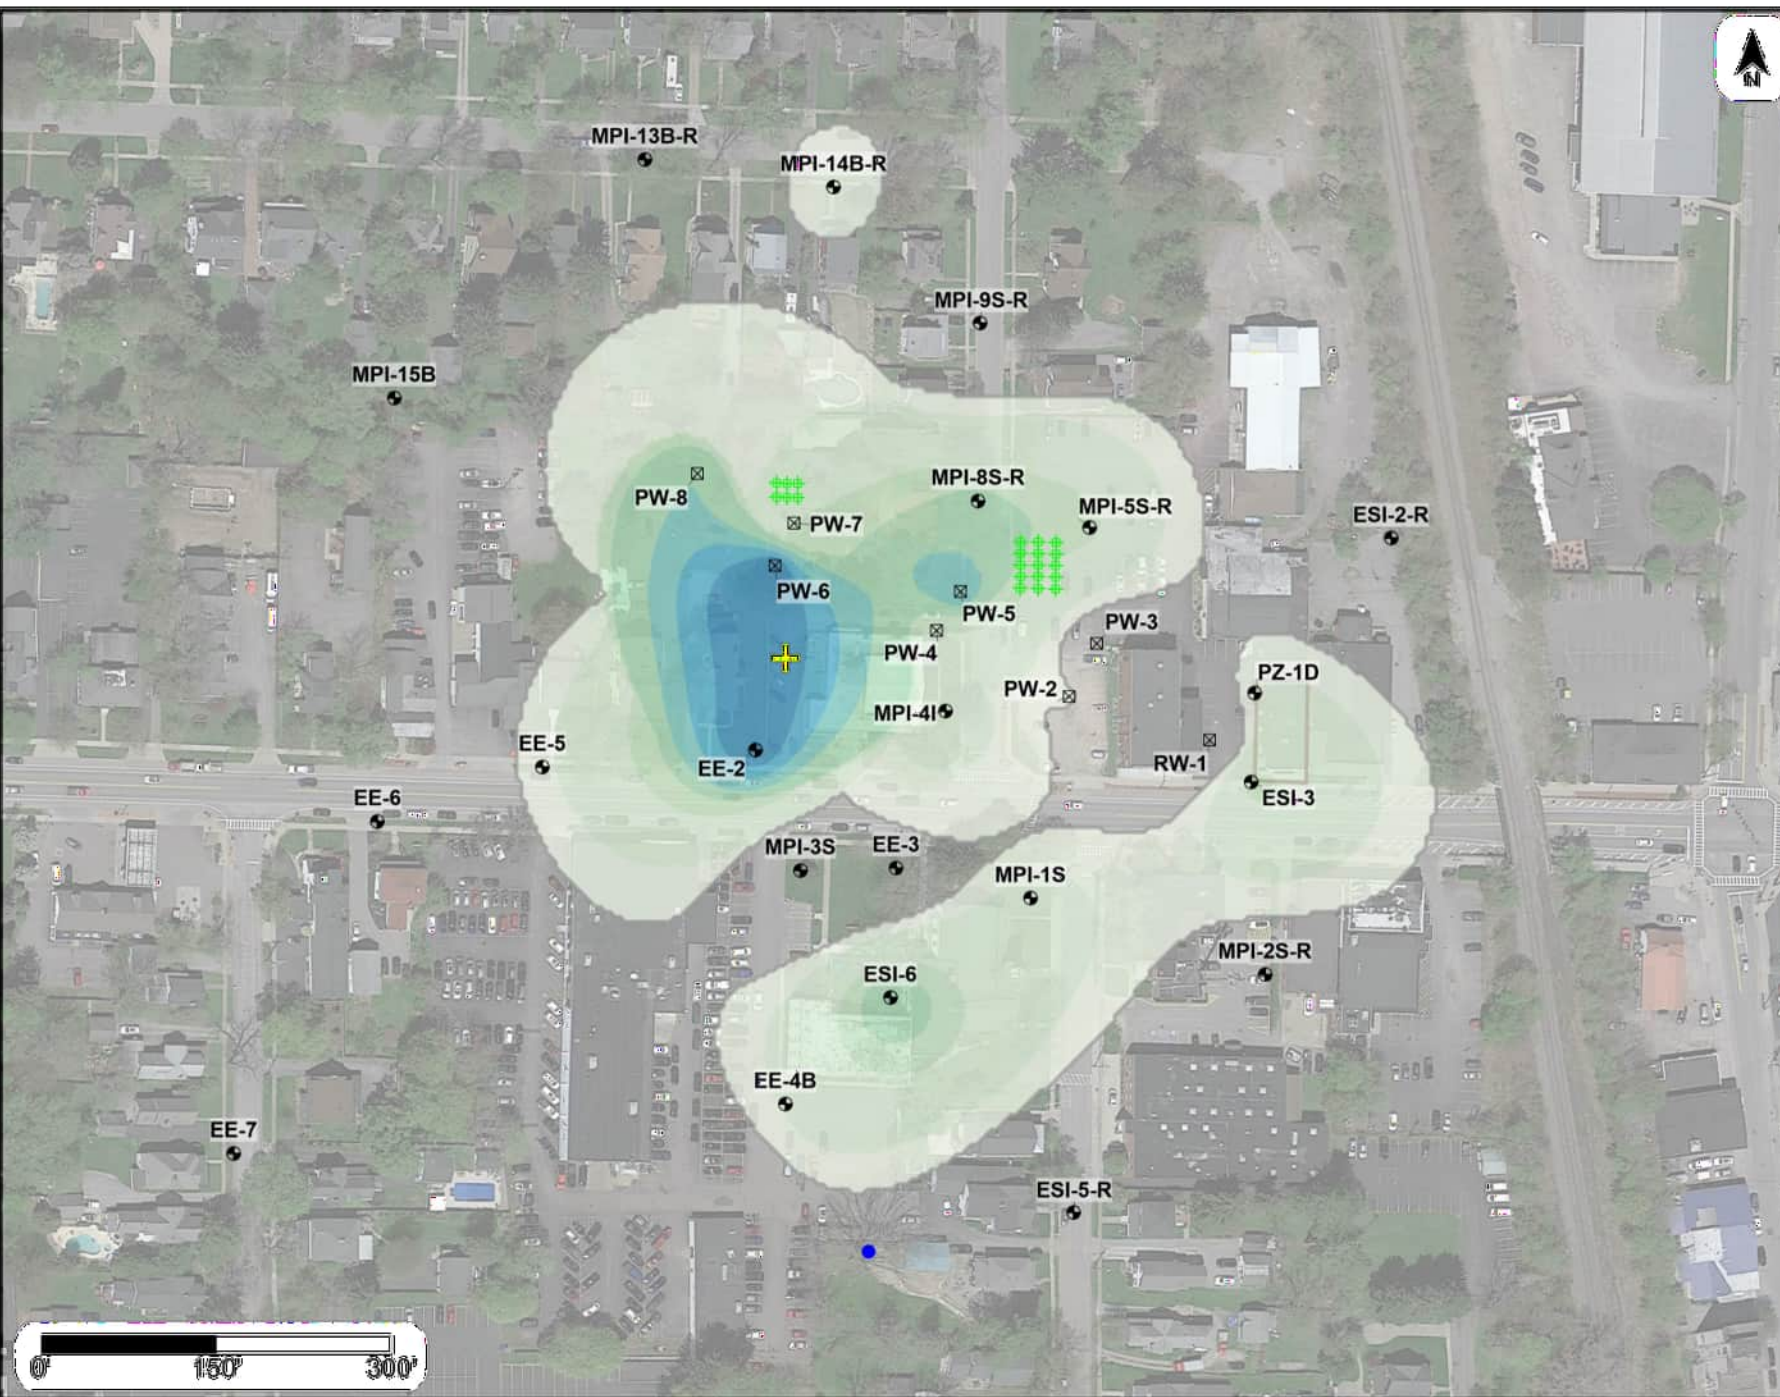 N
MPI-13B-R
MPI-14B-R
MPI-9S-R
MPI-15B
PW-8
MPI-8S-R
MPI-5S-R
ESI-2-R
PW-7
PW-6
PW-5
PW-3
PW-4
PZ-1D
PW-2
MPI-4I
EE-5
EE-2
RW-1
EE-6
ESI-3
MPI-3S
EE-3
MPI-1S
MPI-2S-R
ESI-6
EE-4B
EE-7
ESI-5-R
0' 150' 300'